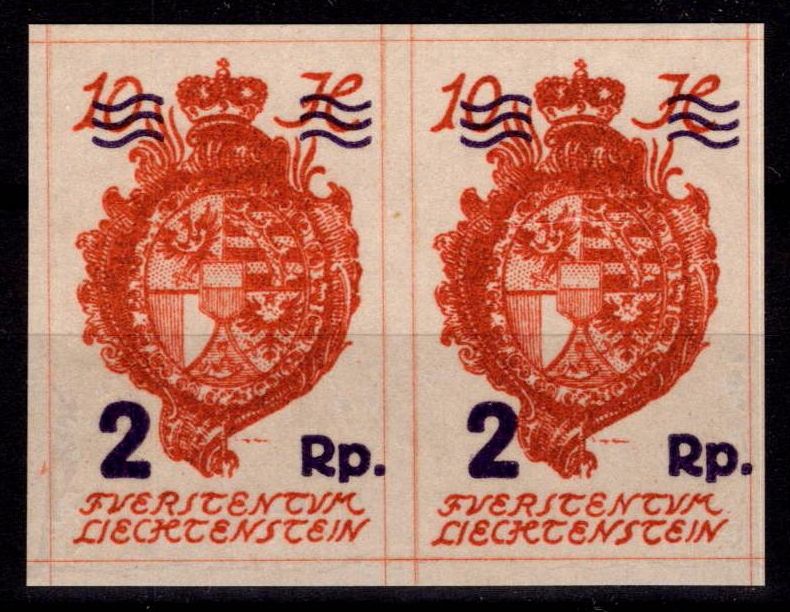 10 H 10 H
2 Rp. 2 Rp.
FVERSTENTVM FVERSTENTVM
LIECHTENSTEIN LIECHTENSTEIN